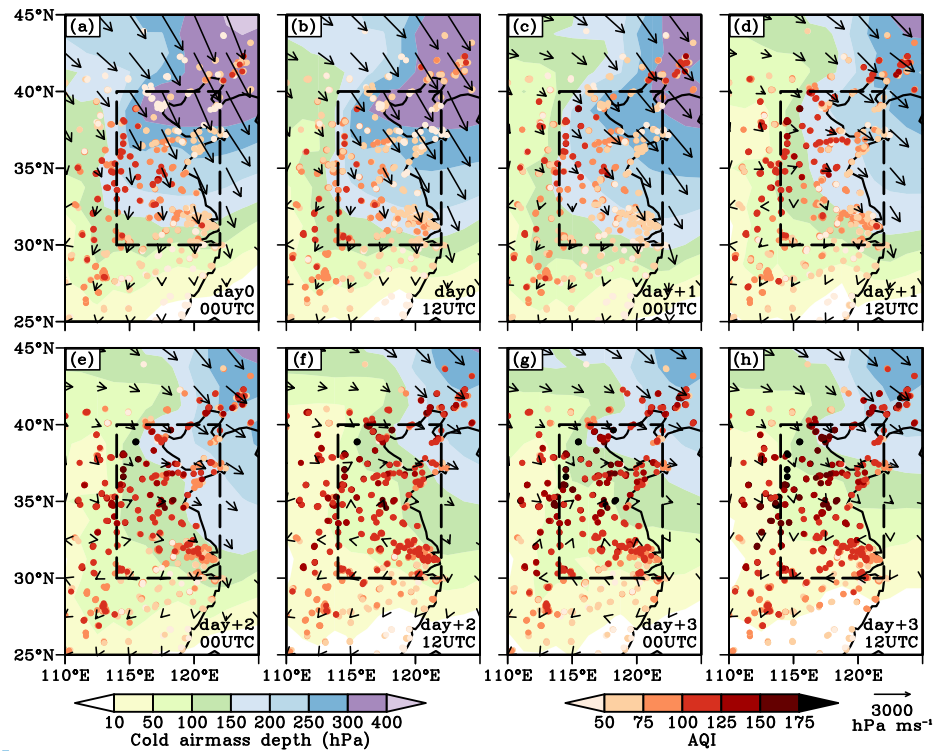 45°N (a) (b) (c) (d)
40°N
35°N
30°N
25°N
day0 00UTC
day0 12UTC
day+1 00UTC
day+1 12UTC
45°N (e) (f) (g) (h)
40°N
35°N
30°N
25°N
day+2 00UTC
day+2 12UTC
day+3 00UTC
day+3 12UTC
110°E 115°E 120°E 110°E 115°E 120°E 110°E 115°E 120°E 110°E 115°E 120°E
10 50 100 150 200 250 300 400
Cold airmass depth (hPa)
50 75 100 125 150 175
AQI
3000
hPa ms⁻¹